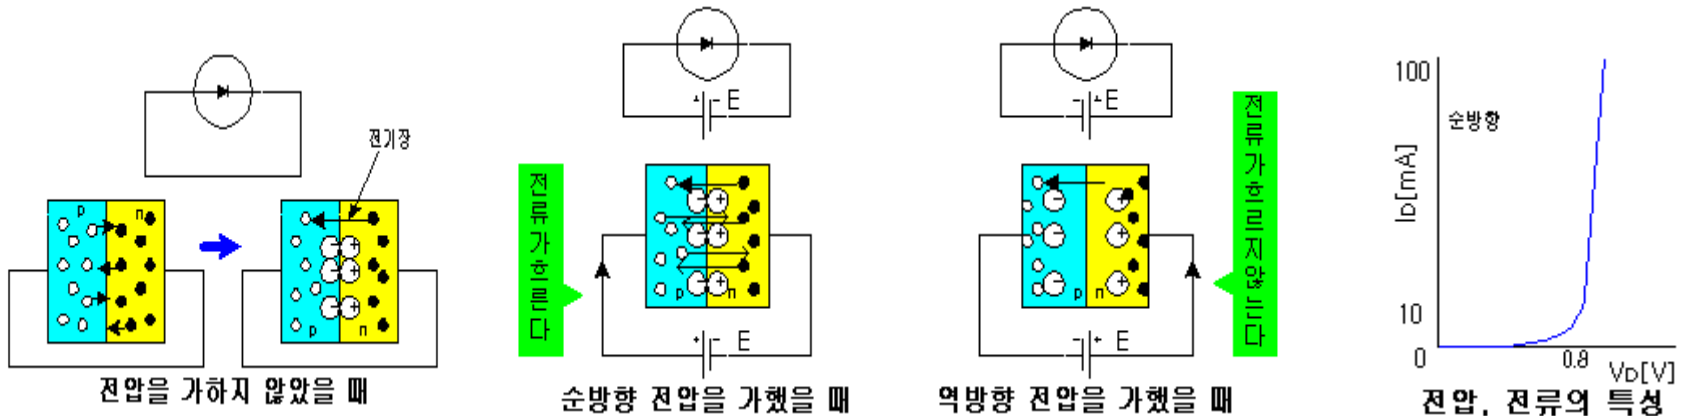 전기장
p
n
p
n
전압을 가하지 않았을 때
+ - E
전류가흐른다
- +
- +
- +
p n
+ - E
순방향 전압을 가했을 때
- + E
전류가흐르지않는다
- +
- +
- +
p n
- + E
역방향 전압을 가했을 때
100
순방향
ID[mA]
10
0
0.8
VD[V]
전압, 전류의 특성